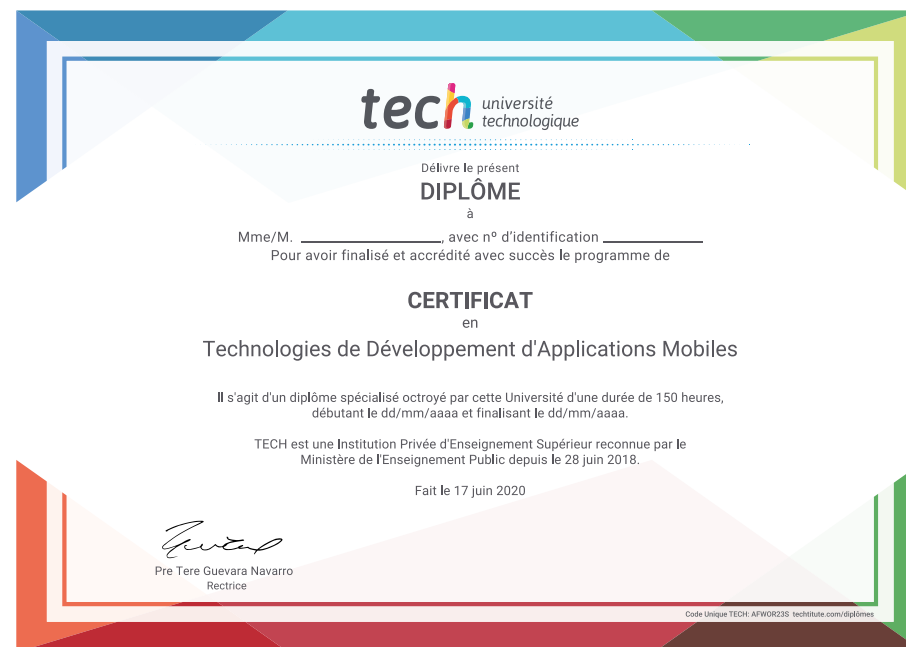 tech université
technologique
Délivre le présent
DIPLÔME
à
Mme/M. ____________________, avec nº d'identification ______________
Pour avoir finalisé et accrédité avec succès le programme de
CERTIFICAT
en
Technologies de Développement d'Applications Mobiles
Il s'agit d'un diplôme spécialisé octroyé par cette Université d'une durée de 150 heures,
débutant le dd/mm/aaaa et finalisant le dd/mm/aaaa.
TECH est une Institution Privée d'Enseignement Supérieur reconnue par le
Ministère de l'Enseignement Public depuis le 28 juin 2018.
Fait le 17 juin 2020
Pre Tere Guevara Navarro
Rectrice
Code Unique TECH: AFWOR23S techtitute.com/diplômes